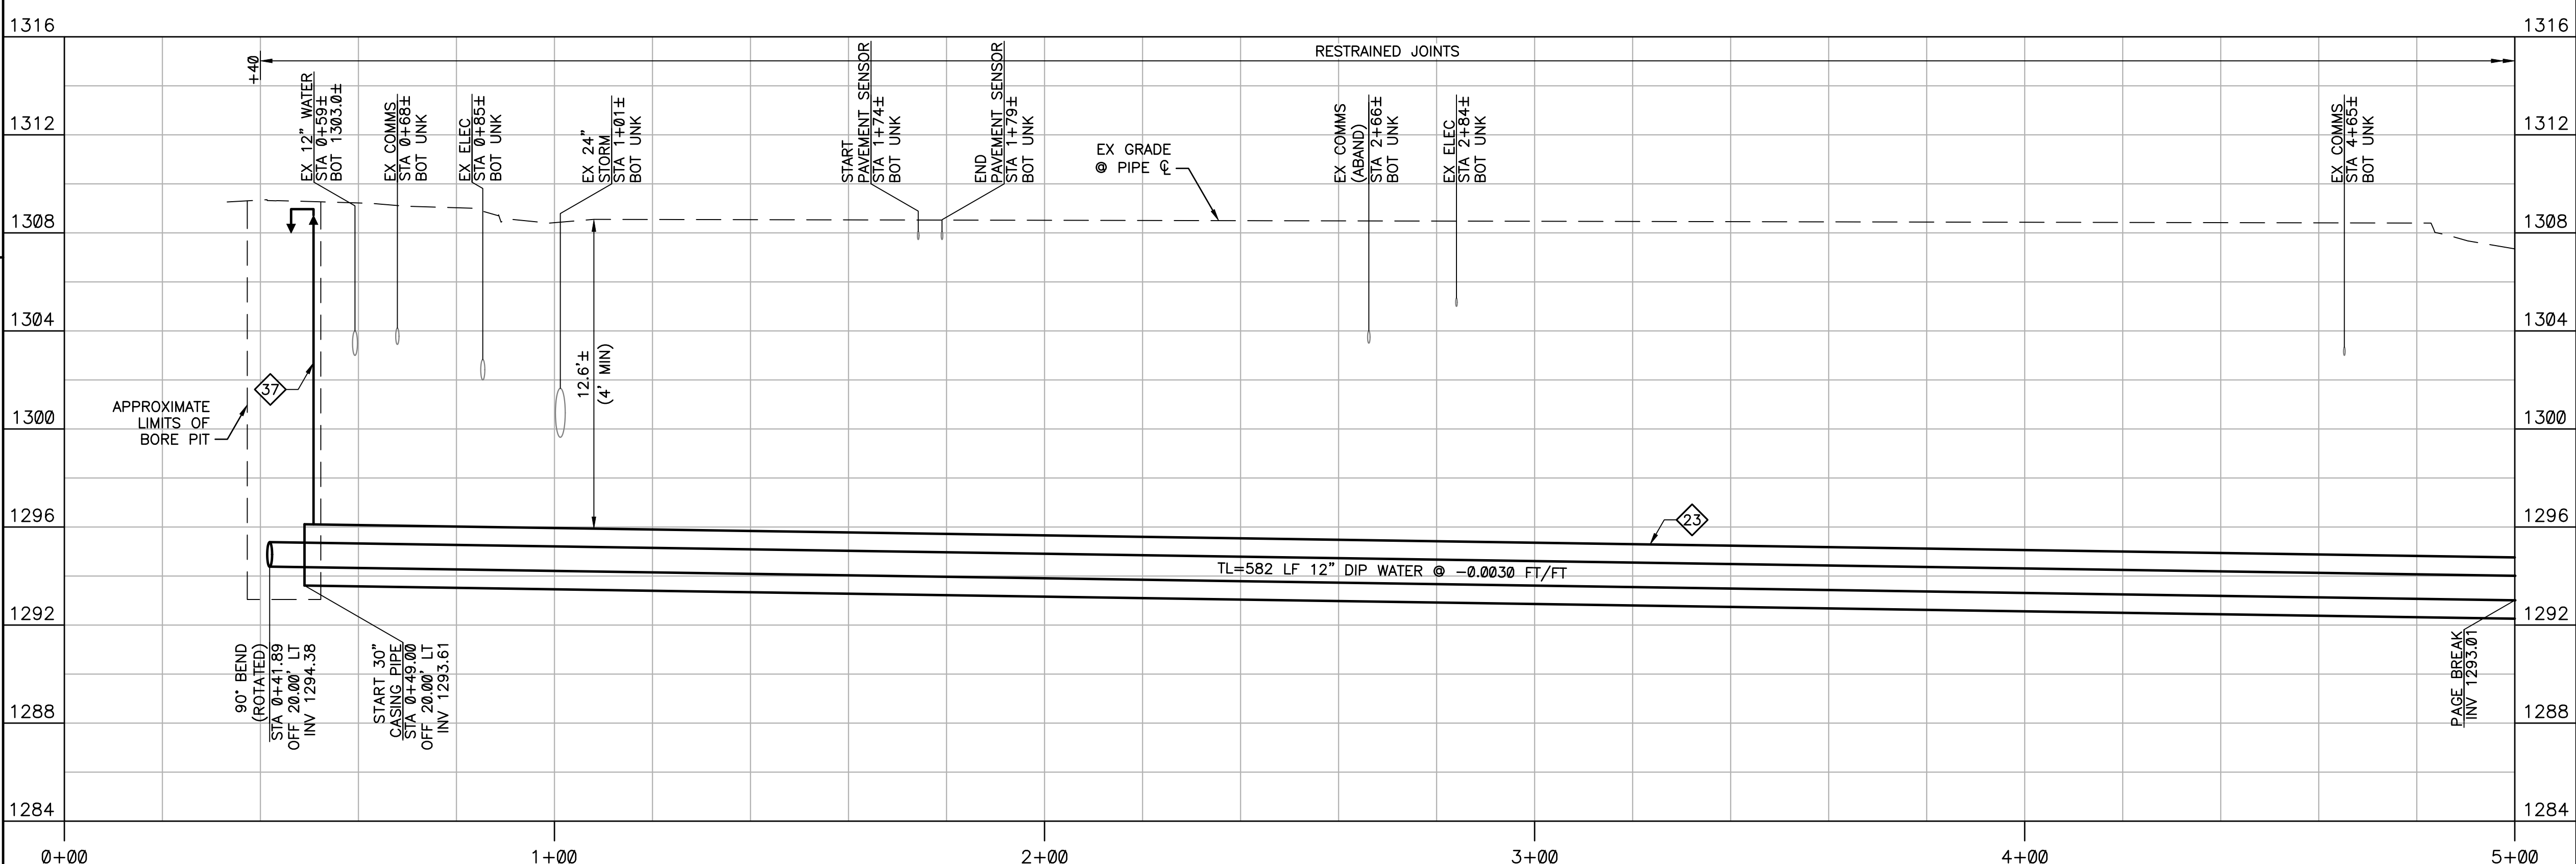 1316
1316
RESTRAINED JOINTS
+40
EX 12" WATER
STA 0+59±
BOT 1303.0±
EX COMMS
STA 0+68±
BOT UNK
EX ELEC
STA 0+85±
BOT UNK
EX 24"
STORM
STA 1+01±
BOT UNK
START
PAVEMENT SENSOR
STA 1+74±
BOT UNK
END
PAVEMENT SENSOR
STA 1+79±
BOT UNK
EX GRADE
@ PIPE ℄
EX COMMS
(ABAND)
STA 2+66±
BOT UNK
EX ELEC
STA 2+84±
BOT UNK
EX COMMS
STA 4+65±
BOT UNK
1312
1312
1308
1308
1304
1304
12.6'±
(4' MIN)
37
APPROXIMATE
LIMITS OF
BORE PIT
1300
1300
1296
1296
23
TL=582 LF 12" DIP WATER @ -0.0030 FT/FT
1292
1292
90° BEND
(ROTATED)
STA 0+41.89
OFF 20.00' LT
INV 1294.38
START 30"
CASING PIPE
STA 0+49.00
OFF 20.00' LT
INV 1293.61
PAGE BREAK
INV 1293.01
1288
1288
1284
1284
0+00
1+00
2+00
3+00
4+00
5+00